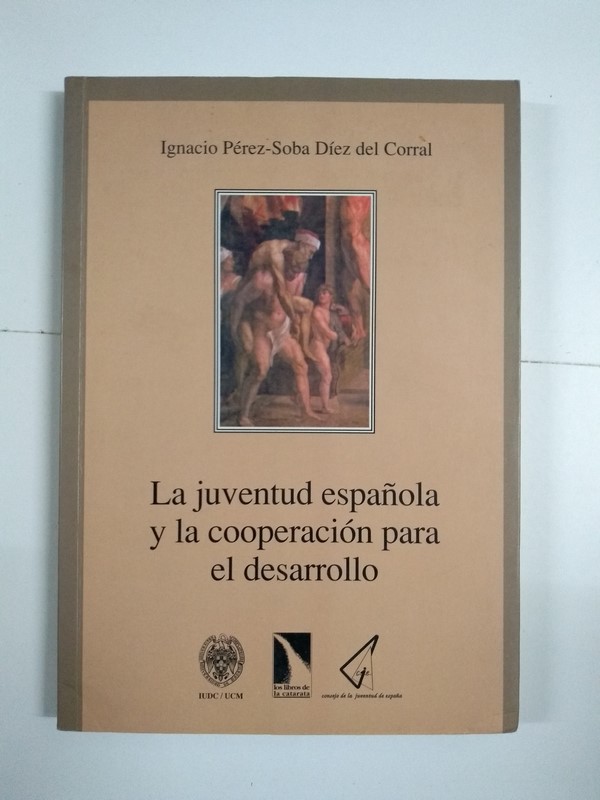 Ignacio Pérez-Soba Díez del Corral
La juventud española
y la cooperación para
el desarrollo
IUDC / UCM
los libros de
la catarata
cje
consejo de la juventud de españa